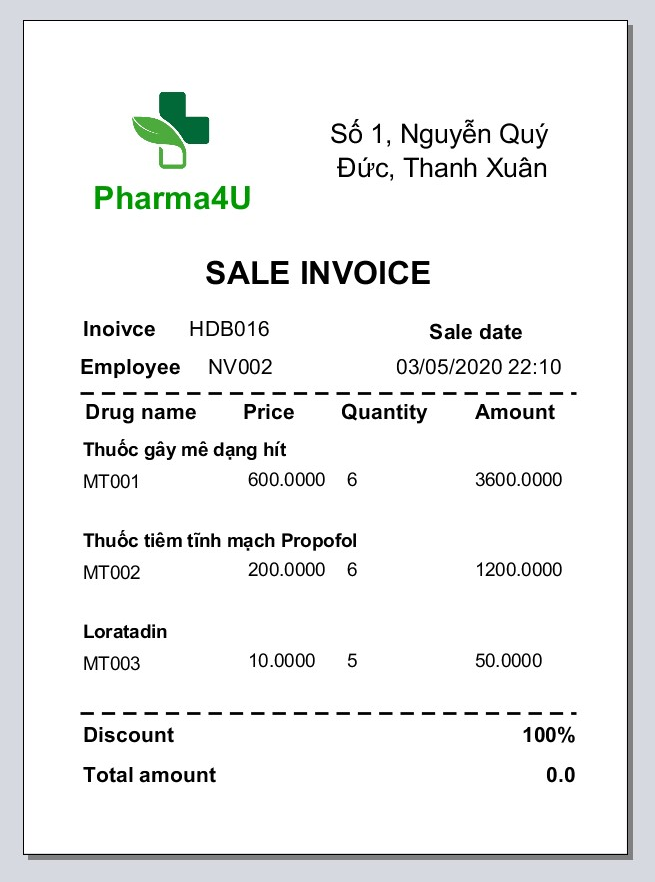 Số 1, Nguyễn Quý
Đức, Thanh Xuân
Pharma4U
SALE INVOICE
Inoivce HDB016
Sale date
Employee NV002 03/05/2020 22:10
Drug name Price Quantity Amount
Thuốc gây mê dạng hít
MT001 600.0000 6 3600.0000
Thuốc tiêm tĩnh mạch Propofol
MT002 200.0000 6 1200.0000
Loratadin
MT003 10.0000 5 50.0000
Discount 100%
Total amount 0.0